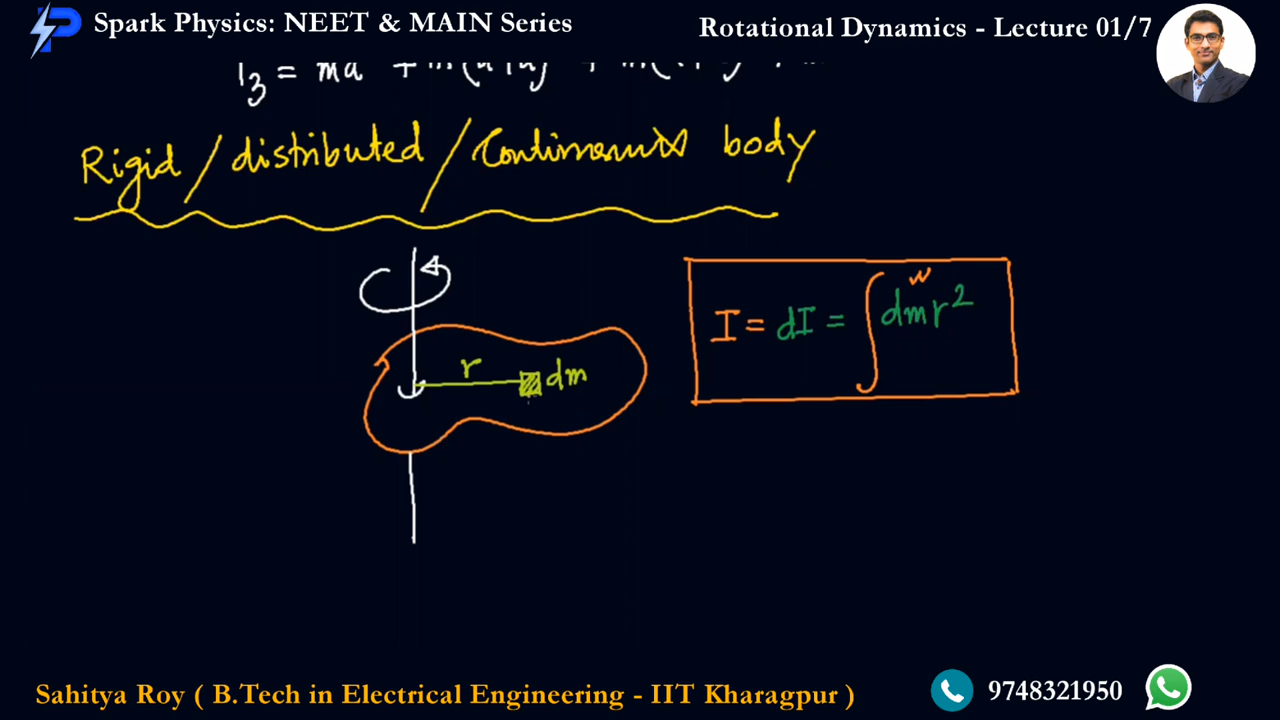 Spark Physics: NEET & MAIN Series
Rotational Dynamics - Lecture 01/7
Rigid / distributed / Continuous body
I = dI = ∫ dm r²
r
dm
Sahitya Roy ( B.Tech in Electrical Engineering - IIT Kharagpur )
9748321950